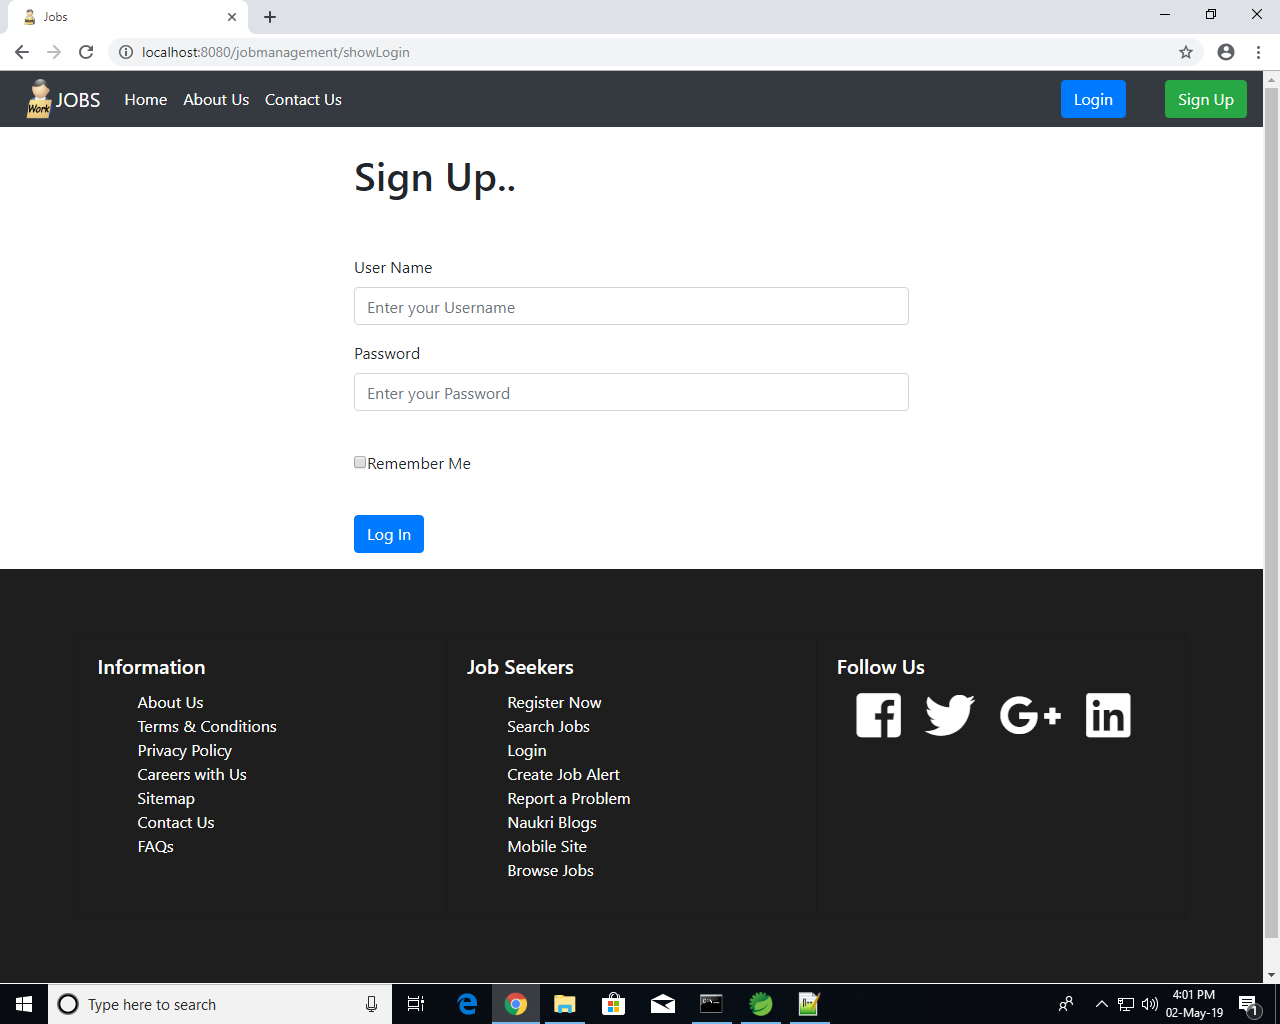 Jobs
localhost:8080/jobmanagement/showLogin
Work JOBS Home About Us Contact Us Login Sign Up
Sign Up..
User Name
Enter your Username
Password
Enter your Password
Remember Me
Log In
Information
About Us
Terms & Conditions
Privacy Policy
Careers with Us
Sitemap
Contact Us
FAQs
Job Seekers
Register Now
Search Jobs
Login
Create Job Alert
Report a Problem
Naukri Blogs
Mobile Site
Browse Jobs
Follow Us
Type here to search
4:01 PM
02-May-19
1